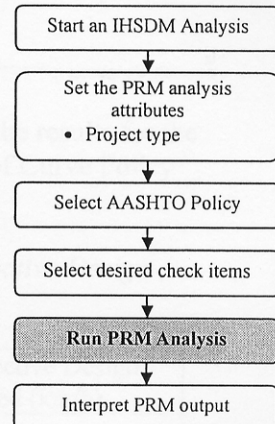 Start an IHSDM Analysis
Set the PRM analysis
attributes
• Project type
Select AASHTO Policy
Select desired check items
Run PRM Analysis
Interpret PRM output